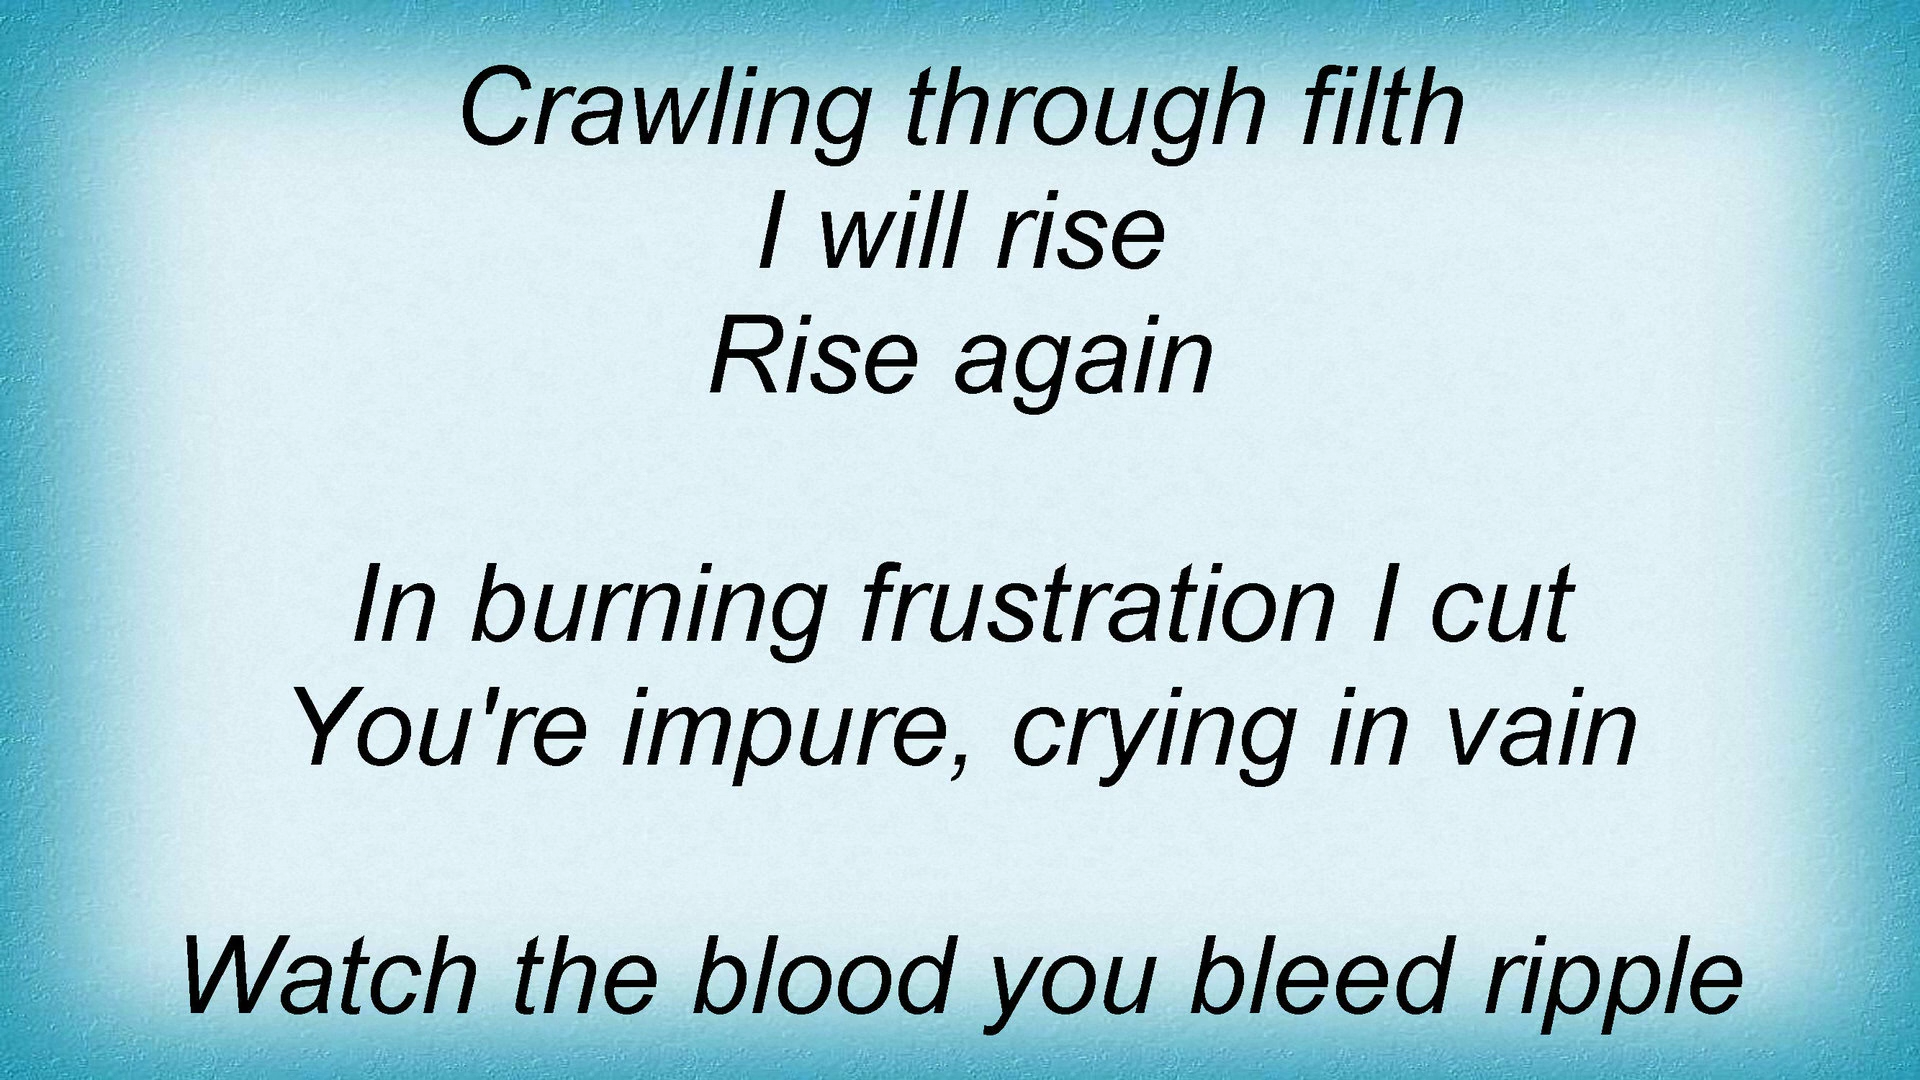 Crawling through filth
I will rise
Rise again
In burning frustration I cut
You're impure, crying in vain
Watch the blood you bleed ripple